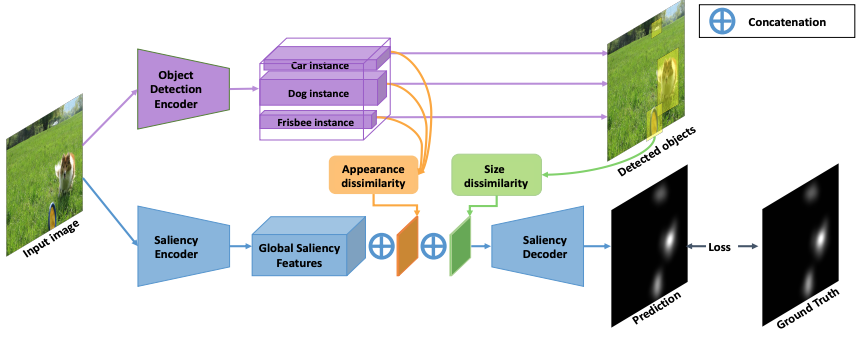 Concatenation
Object
Detection
Encoder
Car instance
Dog instance
Frisbee instance
Detected objects
Appearance
dissimilarity
Size
dissimilarity
Input image
Saliency
Encoder
Global Saliency
Features
Saliency
Decoder
Prediction
Loss
Ground Truth